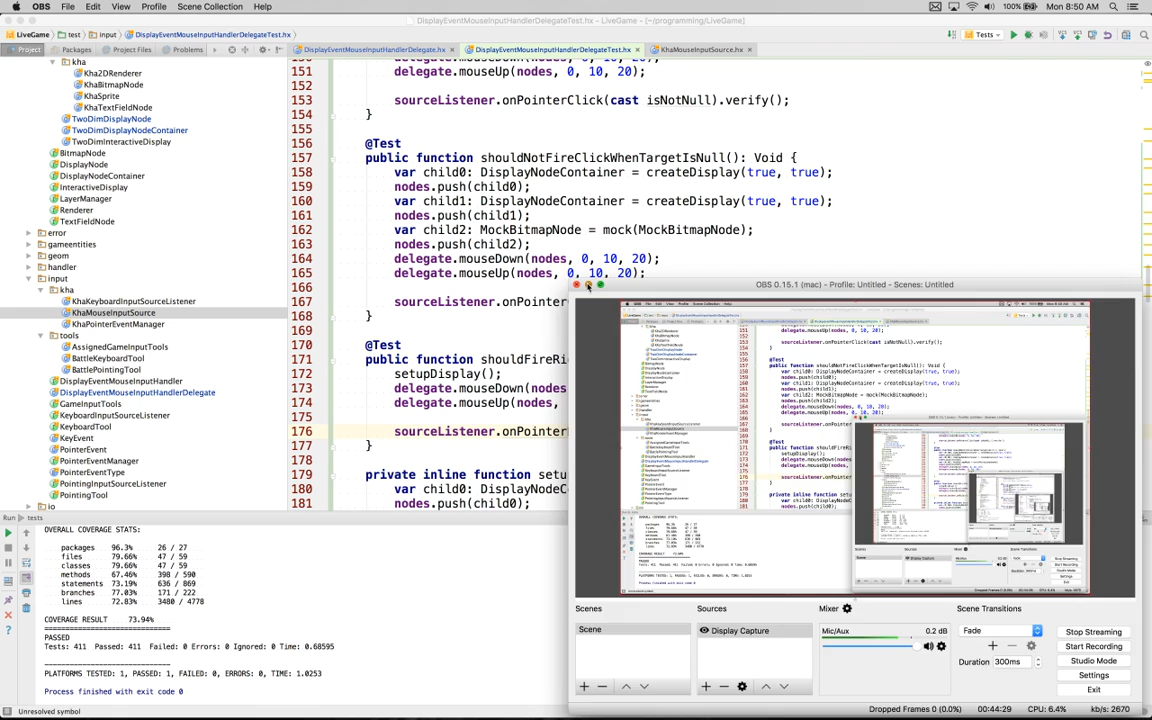 OBS File Edit View Profile Scene Collection Help 100% Mon 8:50 AM
DisplayEventMouseInputHandlerDelegateTest.hx - LiveGame - [~/programming/LiveGame]
LiveGame test input DisplayEventMouseInputHandlerDelegateTest.hx Tests
Project Packages Project Files Problems
DisplayEventMouseInputHandlerDelegate.hx DisplayEventMouseInputHandlerDelegateTest.hx KhaMouseInputSource.hx
kha
Kha2DRenderer
KhaBitmapNode
KhaSprite
KhaTextFieldNode
TwoDimDisplayNode
TwoDimDisplayNodeContainer
TwoDimInteractiveDisplay
BitmapNode
DisplayNode
DisplayNodeContainer
InteractiveDisplay
LayerManager
Renderer
TextFieldNode
error
gameentities
geom
handler
input
kha
KhaKeyboardInputSourceListener
KhaMouseInputSource
KhaPointerEventManager
tools
AssignedGameInputTools
BattleKeyboardTool
BattlePointingTool
DisplayEventMouseInputHandler
DisplayEventMouseInputHandlerDelegate
GameInputTools
KeyboardInputSourceListener
KeyboardTool
KeyEvent
PointerEvent
PointerEventManager
PointerEventType
PointingInputSourceListener
PointingTool
io
150 delegate.mouseDown(nodes, 0, 10, 20);
151 delegate.mouseUp(nodes, 0, 10, 20);
152
153 sourceListener.onPointerClick(cast isNotNull).verify();
154 }
155
156 @Test
157 public function shouldNotFireClickWhenTargetIsNull(): Void {
158 var child0: DisplayNodeContainer = createDisplay(true, true);
159 nodes.push(child0);
160 var child1: DisplayNodeContainer = createDisplay(true, true);
161 nodes.push(child1);
162 var child2: MockBitmapNode = mock(MockBitmapNode);
163 nodes.push(child2);
164 delegate.mouseDown(nodes, 0, 10, 20);
165 delegate.mouseUp(nodes, 0, 10, 20);
166
167 sourceListener.onPointer
168 }
169
170 @Test
171 public function shouldFireRi
172 setupDisplay();
173 delegate.mouseDown(nodes
174 delegate.mouseUp(nodes,
175
176 sourceListener.onPointer
177 }
178
179 private inline function setu
180 var child0: DisplayNodeC
181 nodes.push(child0);
Run tests
OVERALL COVERAGE STATS:
packages 96.3% 26 / 27
files 79.66% 47 / 59
classes 79.66% 47 / 59
methods 67.46% 398 / 590
statements 73.19% 636 / 869
branches 77.03% 171 / 222
lines 72.83% 3480 / 4778
COVERAGE RESULT 73.94%
==============================
PASSED
Tests: 411 Passed: 411 Failed: 0 Errors: 0 Ignored: 0 Time: 0.68595
==============================
PLATFORMS TESTED: 1, PASSED: 1, FAILED: 0, ERRORS: 0, TIME: 1.0253
Process finished with exit code 0
Unresolved symbol
OBS 0.15.1 (mac) - Profile: Untitled - Scenes: Untitled
Scenes Sources Mixer Scene Transitions
Scene
Display Capture
Mic/Aux 0.2 dB
Fade
Duration 300ms
Stop Streaming
Start Recording
Studio Mode
Settings
Exit
Dropped Frames 0 (0.0%) 00:44:29 CPU: 6.4% kb/s: 2670